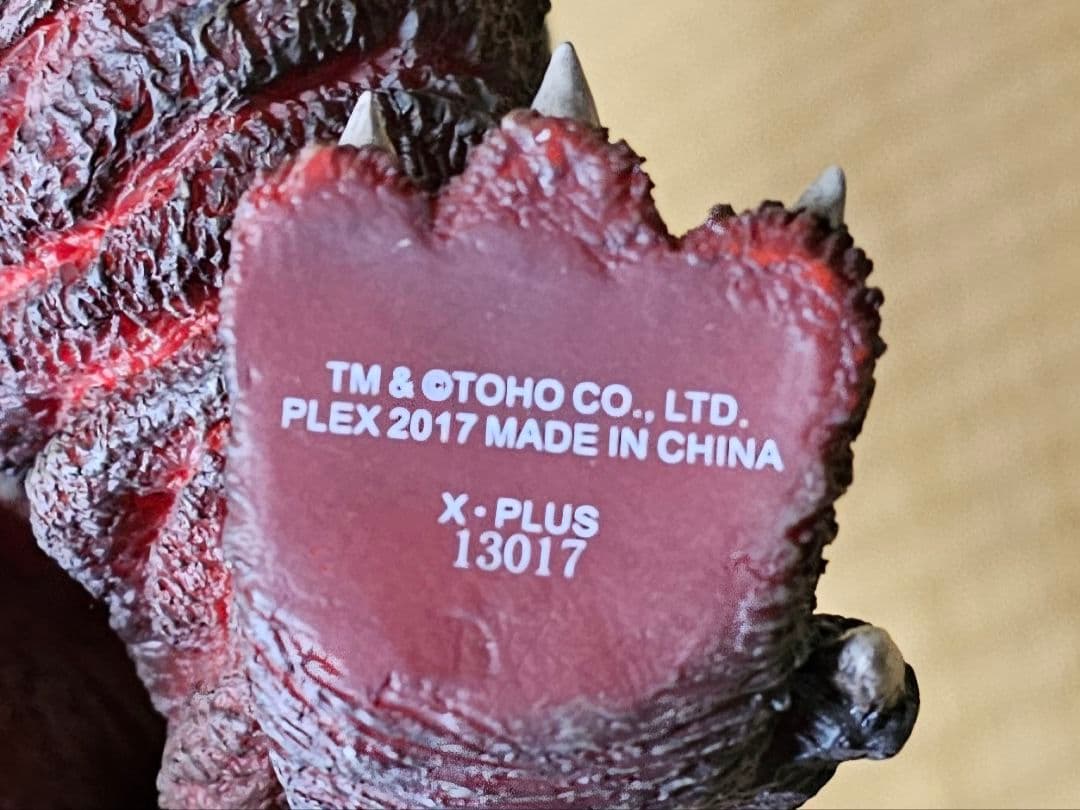 TM & ©TOHO CO., LTD.
PLEX 2017 MADE IN CHINA
X・PLUS
13017